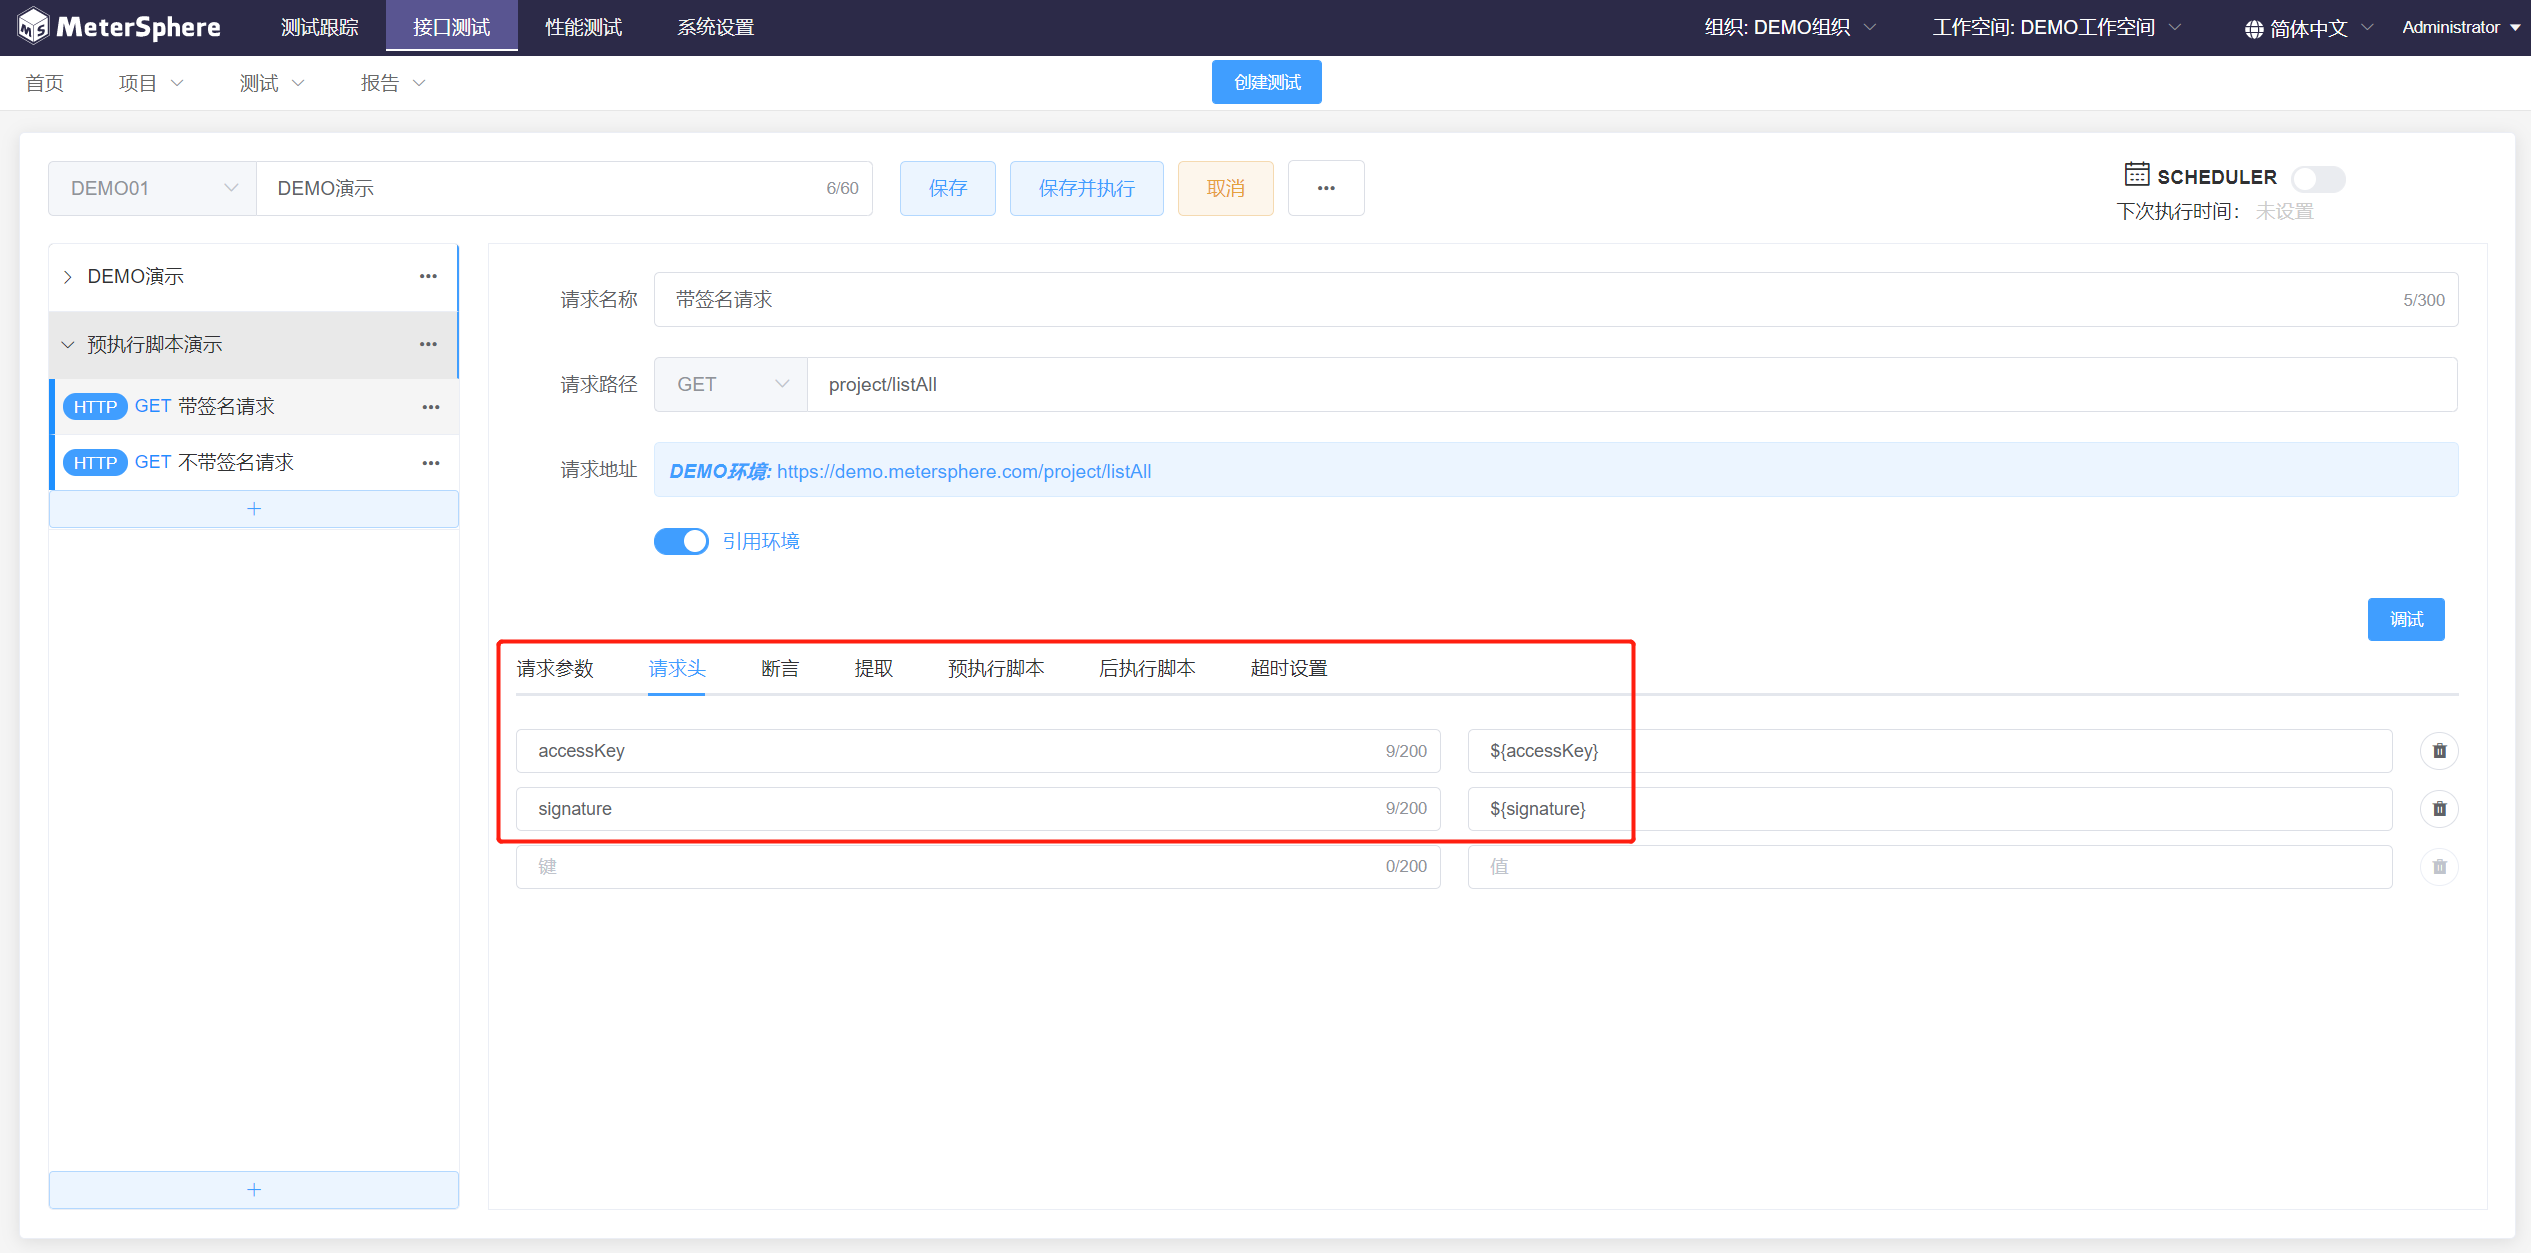 MeterSphere 测试跟踪 接口测试 性能测试 系统设置 组织: DEMO组织 工作空间: DEMO工作空间 简体中文 Administrator
首页 项目 测试 报告 创建测试
DEMO01 DEMO演示 6/60 保存 保存并执行 取消 ••• SCHEDULER
下次执行时间: 未设置
DEMO演示 •••
预执行脚本演示 •••
HTTP GET 带签名请求 •••
HTTP GET 不带签名请求 •••
+
+
请求名称 带签名请求 5/300
请求路径 GET project/listAll
请求地址 DEMO环境: https://demo.metersphere.com/project/listAll
引用环境
调试
请求参数 请求头 断言 提取 预执行脚本 后执行脚本 超时设置
accessKey 9/200 ${accessKey}
signature 9/200 ${signature}
键 0/200 值